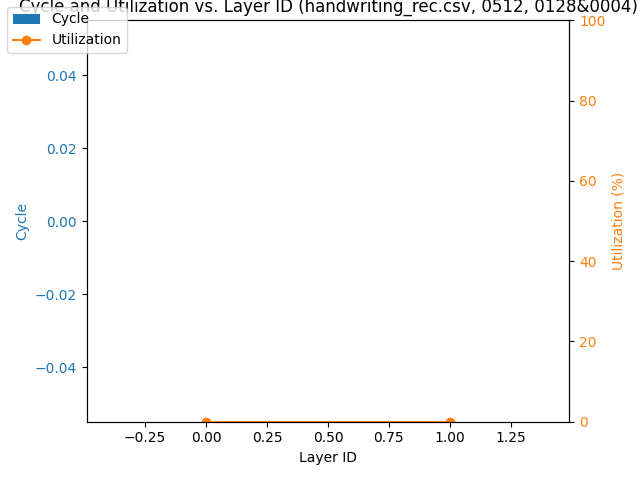 Cycle and Utilization vs. Layer ID (handwriting_rec.csv, 0512, 0128&0004)
Cycle
Utilization
0.04
0.02
0.00
−0.02
−0.04
Cycle
100
80
60
40
20
0
Utilization (%)
−0.25 0.00 0.25 0.50 0.75 1.00 1.25
Layer ID